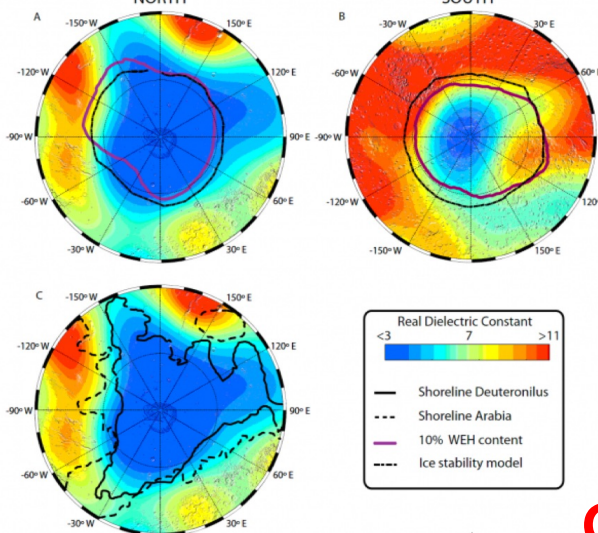 NORTH
SOUTH
A
-150° W
150° E
-120° W
120° E
-90° W
90° E
-60° W
60° E
-30° W
30° E
B
-30° W
30° E
-60° W
60° E
-90° W
-120° W
120°
-150° W
150° E
C
-150° W
150° E
-120° W
120° E
-90° W
90° E
-60° W
60° E
-30° W
30° E
Real Dielectric Constant
<3 7 >11
Shoreline Deuteronilus
Shoreline Arabia
10% WEH content
Ice stability model